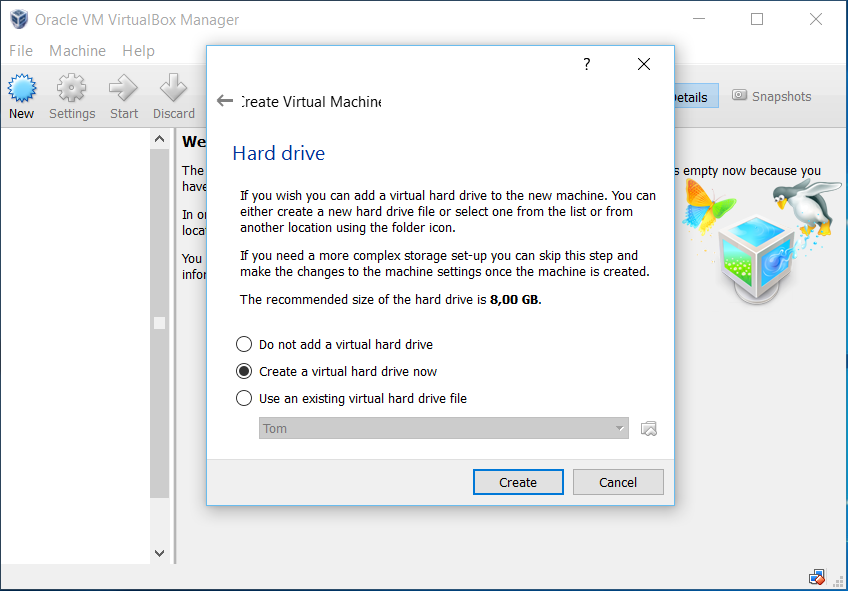 Oracle VM VirtualBox Manager
File Machine Help
New Settings Start Discard
etails Snapshots
We
The
s empty now because you
have
In or
loca
You
infor
?
reate Virtual Machine
Hard drive
If you wish you can add a virtual hard drive to the new machine. You can
either create a new hard drive file or select one from the list or from
another location using the folder icon.
If you need a more complex storage set-up you can skip this step and
make the changes to the machine settings once the machine is created.
The recommended size of the hard drive is 8,00 GB.
Do not add a virtual hard drive
Create a virtual hard drive now
Use an existing virtual hard drive file
Tom
Create Cancel